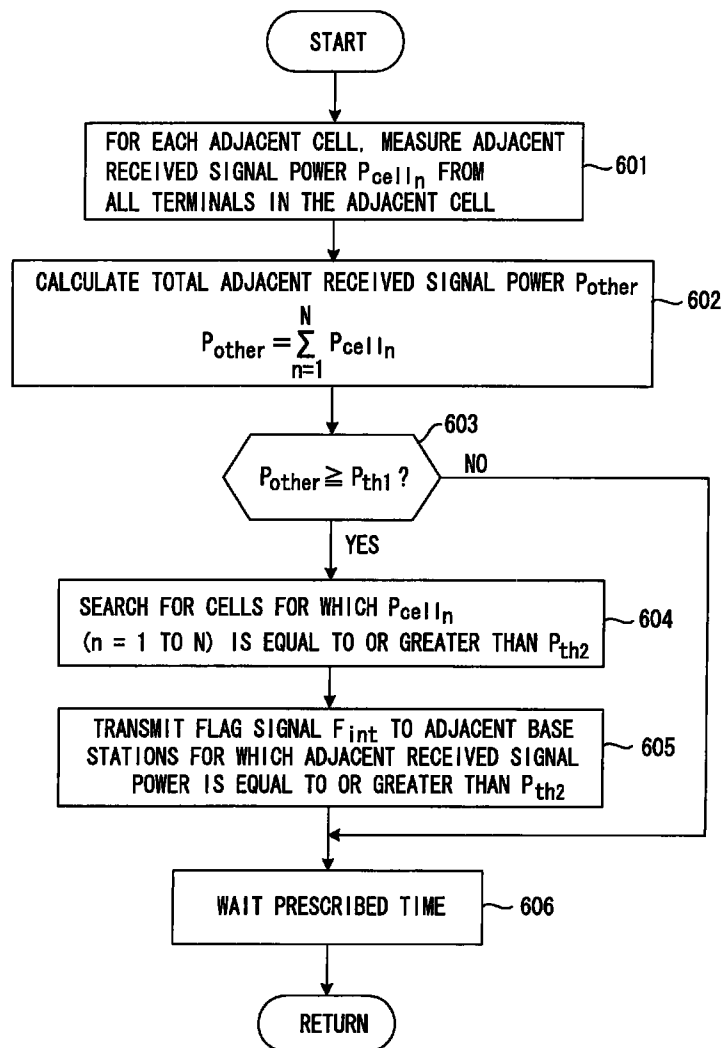 START
FOR EACH ADJACENT CELL, MEASURE ADJACENT
RECEIVED SIGNAL POWER Pcelln FROM
ALL TERMINALS IN THE ADJACENT CELL
601
CALCULATE TOTAL ADJACENT RECEIVED SIGNAL POWER Pother
Pother = N∑n=1 Pcelln
602
603
Pother ≧ Pth1 ?
NO
YES
SEARCH FOR CELLS FOR WHICH Pcelln
(n = 1 TO N) IS EQUAL TO OR GREATER THAN Pth2
604
TRANSMIT FLAG SIGNAL Fint TO ADJACENT BASE
STATIONS FOR WHICH ADJACENT RECEIVED SIGNAL
POWER IS EQUAL TO OR GREATER THAN Pth2
605
WAIT PRESCRIBED TIME
606
RETURN